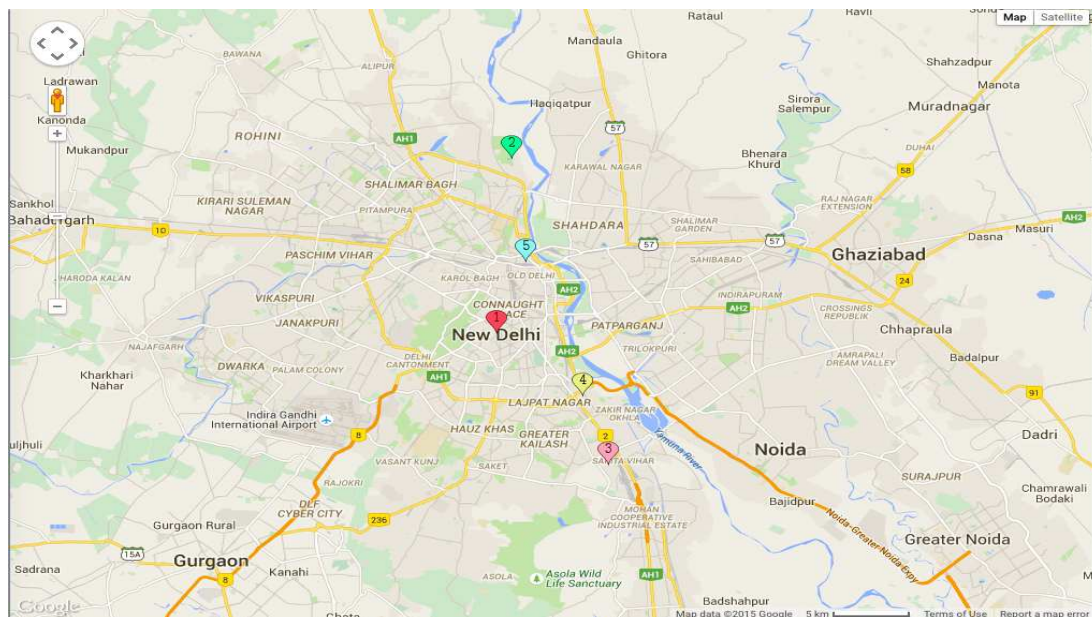 Rataul
Ravli
Map
Satellite
Mandaula
Ghitora
Shahzadpur
BAWANA
ALIPUR
Manota
Ladrawan
Haqiqatpur
Sirora
Salempur
Muradnagar
Kanonda
ROHINI
AH1
2
57
Mukandpur
DUHAI
KARAWAL NAGAR
Bhenara
Khurd
58
SHALIMAR BAGH
RAJ NAGAR
EXTENSION
Sankhol
KIRARI SULEMAN
NAGAR
PITAMPURA
Bahadurgarh
10
SHAHDARA
SHALIMAR
GARDEN
AH2
Masuri
Dasna
57
57
5
PASCHIM VIHAR
Ghaziabad
SAHIBABAD
HARODA KALAN
KAROL BAGH
OLD DELHI
24
AH2
INDIRAPURAM
VIKASPURI
CONNAUGHT
PLACE
AH2
CROSSINGS
REPUBLIK
1
JANAKPURI
PATPARGANJ
Chhapraula
New Delhi
NAJAFGARH
TRILOKPURI
AH2
DELHI
CANTONMENT
AMRAPALI
DREAM VALLEY
Badalpur
DWARKA
PALAM COLONY
Kharkhari
Nahar
AH1
4
91
LAJPAT NAGAR
ZAKIR NAGAR
OKHLA
Indira Gandhi
International Airport
8
HAUZ KHAS
GREATER
KAILASH
2
Yamuna River
Dadri
3
Noida
VASANT KUNJ
SAKET
SARITA VIHAR
SURAJPUR
RAJOKRI
Chamrawali
Bodaki
DLF
CYBER CITY
Bajidpur
236
MOHAN
COOPERATIVE
INDUSTRIAL ESTATE
Gurgaon Rural
Noida-Greater Noida Expy
Greater Noida
15A
Gurgaon
Sadrana
8
Kanahi
ASOLA
Asola Wild
Life Sanctuary
AH1
Badshahpur
Google
Map data ©2015 Google
5 km
Terms of Use
Report a map error